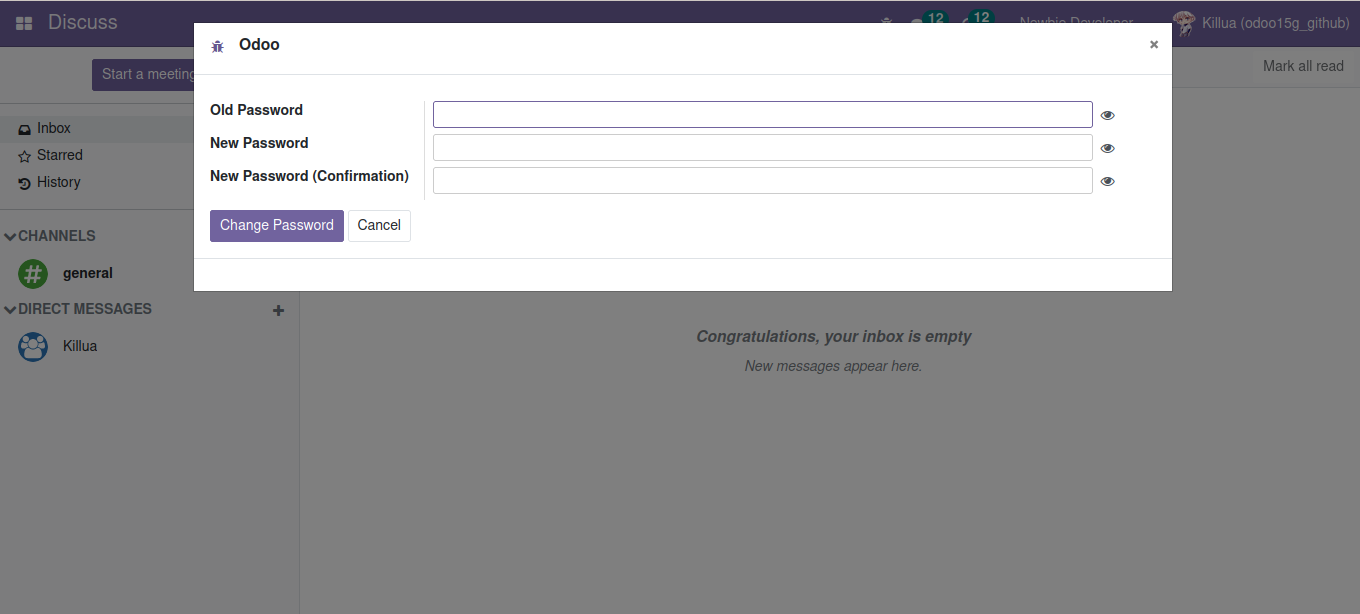 Discuss
12
12
Newbie Developer
Killua (odoo15g_github)
Odoo
×
Start a meeting
Mark all read
Old Password
New Password
New Password (Confirmation)
Change Password Cancel
Inbox
Starred
History
CHANNELS
general
DIRECT MESSAGES
Killua
Congratulations, your inbox is empty
New messages appear here.